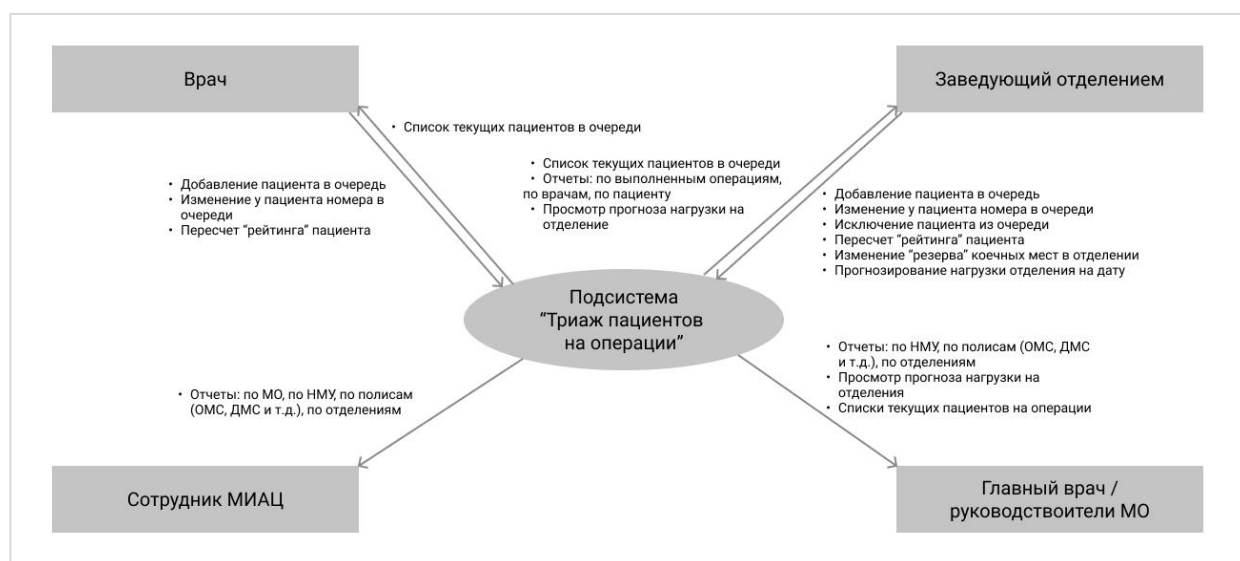 Врач
Заведующий отделением
• Список текущих пациентов в очереди
• Список текущих пациентов в очереди
• Отчеты: по выполненным операциям,
по врачам, по пациенту
• Просмотр прогноза нагрузки на
отделение
• Добавление пациента в очередь
• Изменение у пациента номера в
очереди
• Пересчет “рейтинга” пациента
• Добавление пациента в очередь
• Изменение у пациента номера в очереди
• Исключение пациента из очереди
• Пересчет “рейтинга” пациента
• Изменение “резерва” коечных мест в отделении
• Прогнозирование нагрузки отделения на дату
Подсистема
“Триаж пациентов
на операции”
• Отчеты: по МО, по НМУ, по полисам
(ОМС, ДМС и т.д.), по отделениям
• Отчеты: по НМУ, по полисам (ОМС, ДМС
и т.д.), по отделениям
• Просмотр прогноза нагрузки на
отделения
• Списки текущих пациентов на операции
Сотрудник МИАЦ
Главный врач /
руководствоители МО